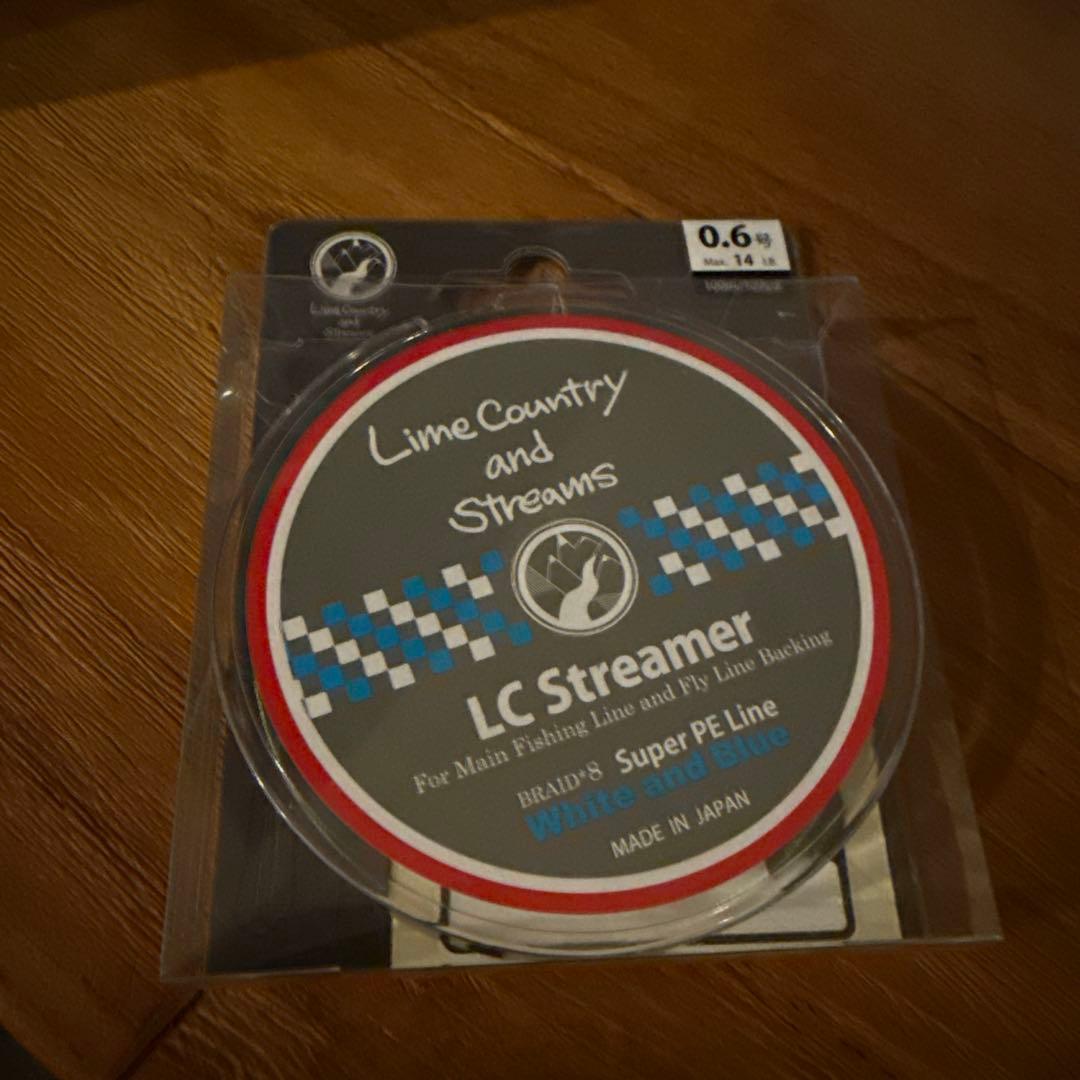 0.6号
Max. 14 LB
Lime Country
and
Streams
Lime Country
and
Streams
LC Streamer
For Main Fishing Line and Fly Line Backing
BRAID*8 Super PE Line
White and Blue
MADE IN JAPAN